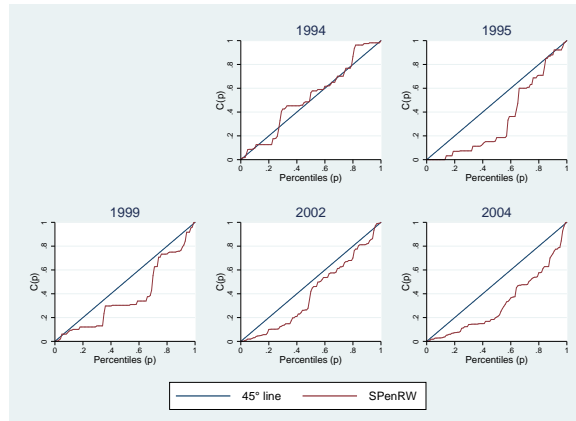 1994
C(p)
0 .2 .4 .6 .8 1
0 .2 .4 .6 .8 1
Percentiles (p)
1995
C(p)
0 .2 .4 .6 .8 1
0 .2 .4 .6 .8 1
Percentiles (p)
1999
C(p)
0 .2 .4 .6 .8 1
0 .2 .4 .6 .8 1
Percentiles (p)
2002
C(p)
0 .2 .4 .6 .8 1
0 .2 .4 .6 .8 1
Percentiles (p)
2004
C(p)
0 .2 .4 .6 .8 1
0 .2 .4 .6 .8 1
Percentiles (p)
45° line SPenRW